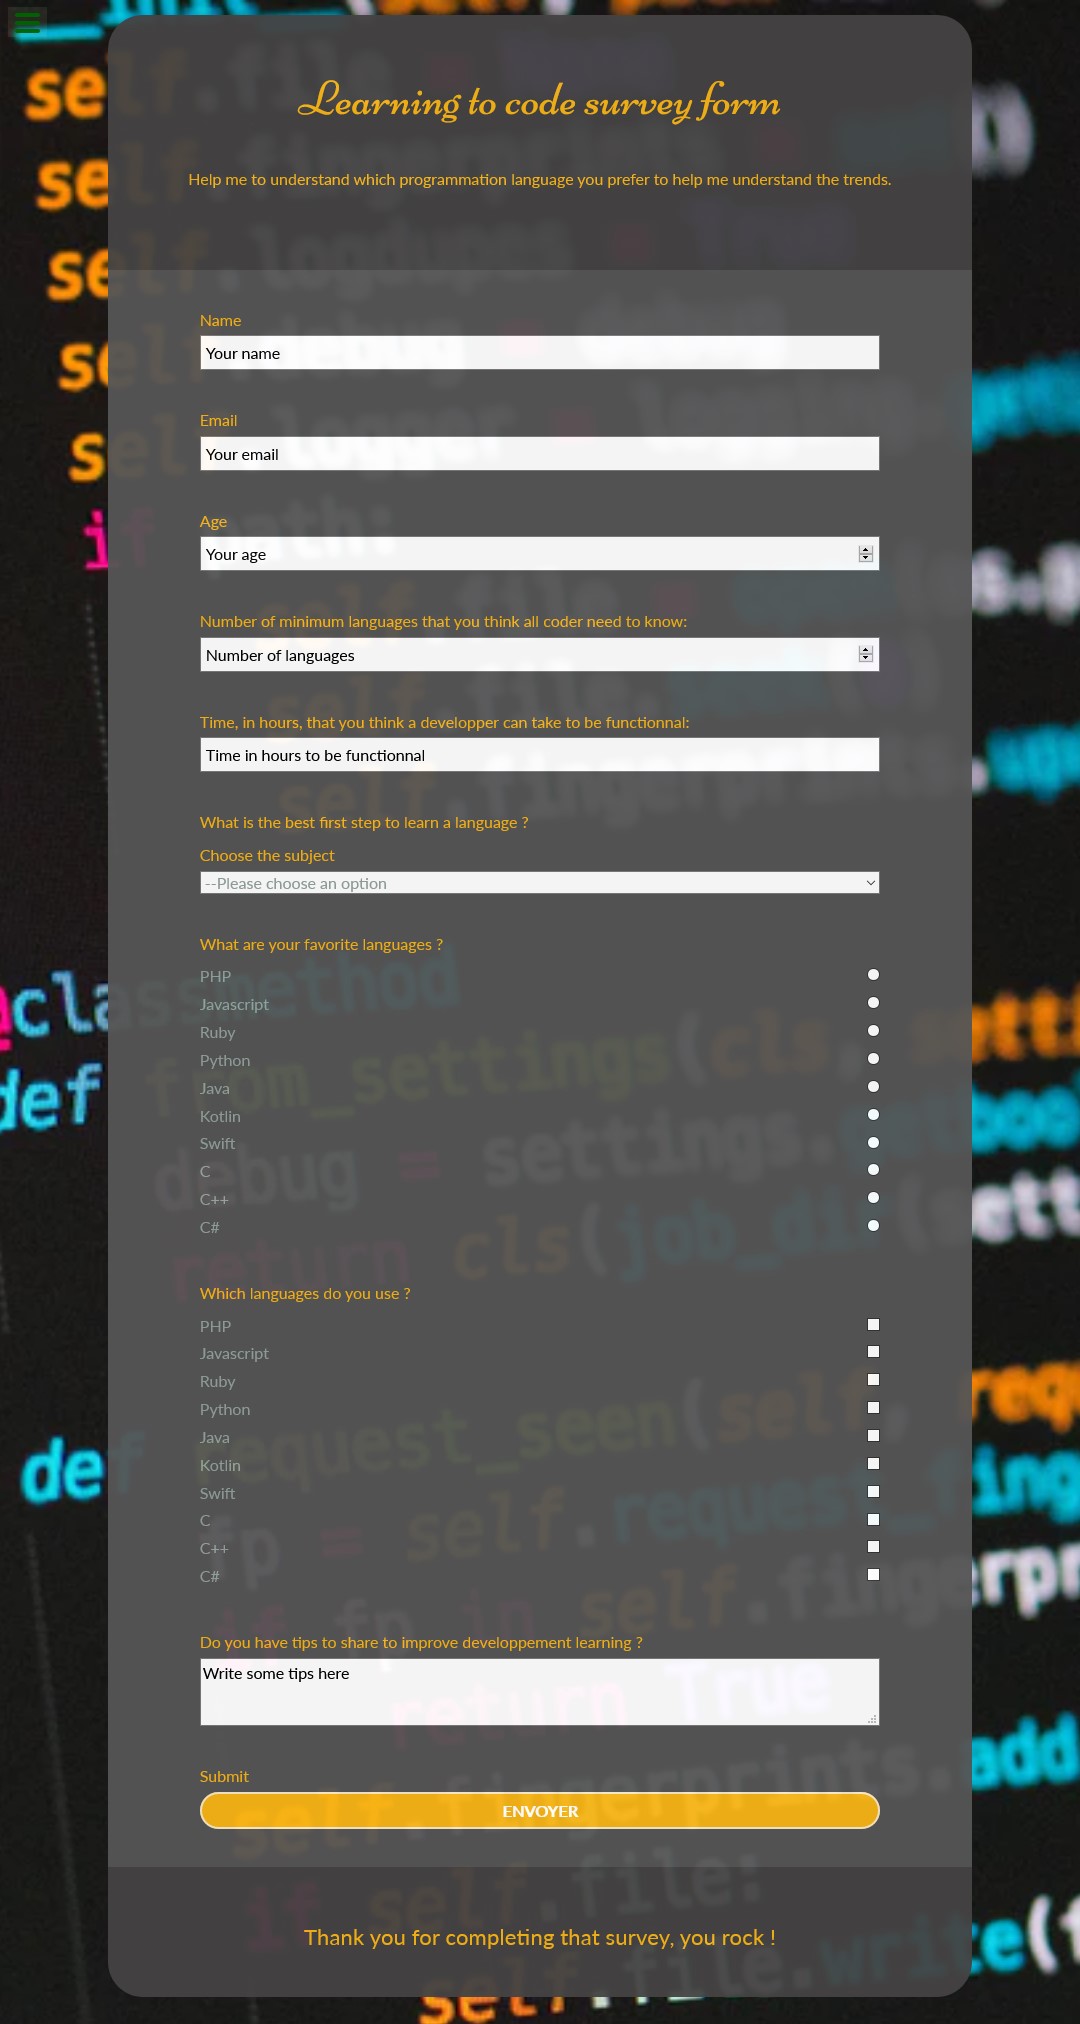 Learning to code survey form
Help me to understand which programmation language you prefer to help me understand the trends.
Name
Your name
Email
Your email
Age
Your age
Number of minimum languages that you think all coder need to know:
Number of languages
Time, in hours, that you think a developper can take to be functionnal:
Time in hours to be functionnal
What is the best first step to learn a language ?
Choose the subject
--Please choose an option
What are your favorite languages ?
PHP
Javascript
Ruby
Python
Java
Kotlin
Swift
C
C++
C#
Which languages do you use ?
PHP
Javascript
Ruby
Python
Java
Kotlin
Swift
C
C++
C#
Do you have tips to share to improve developpement learning ?
Write some tips here
Submit
ENVOYER
Thank you for completing that survey, you rock !